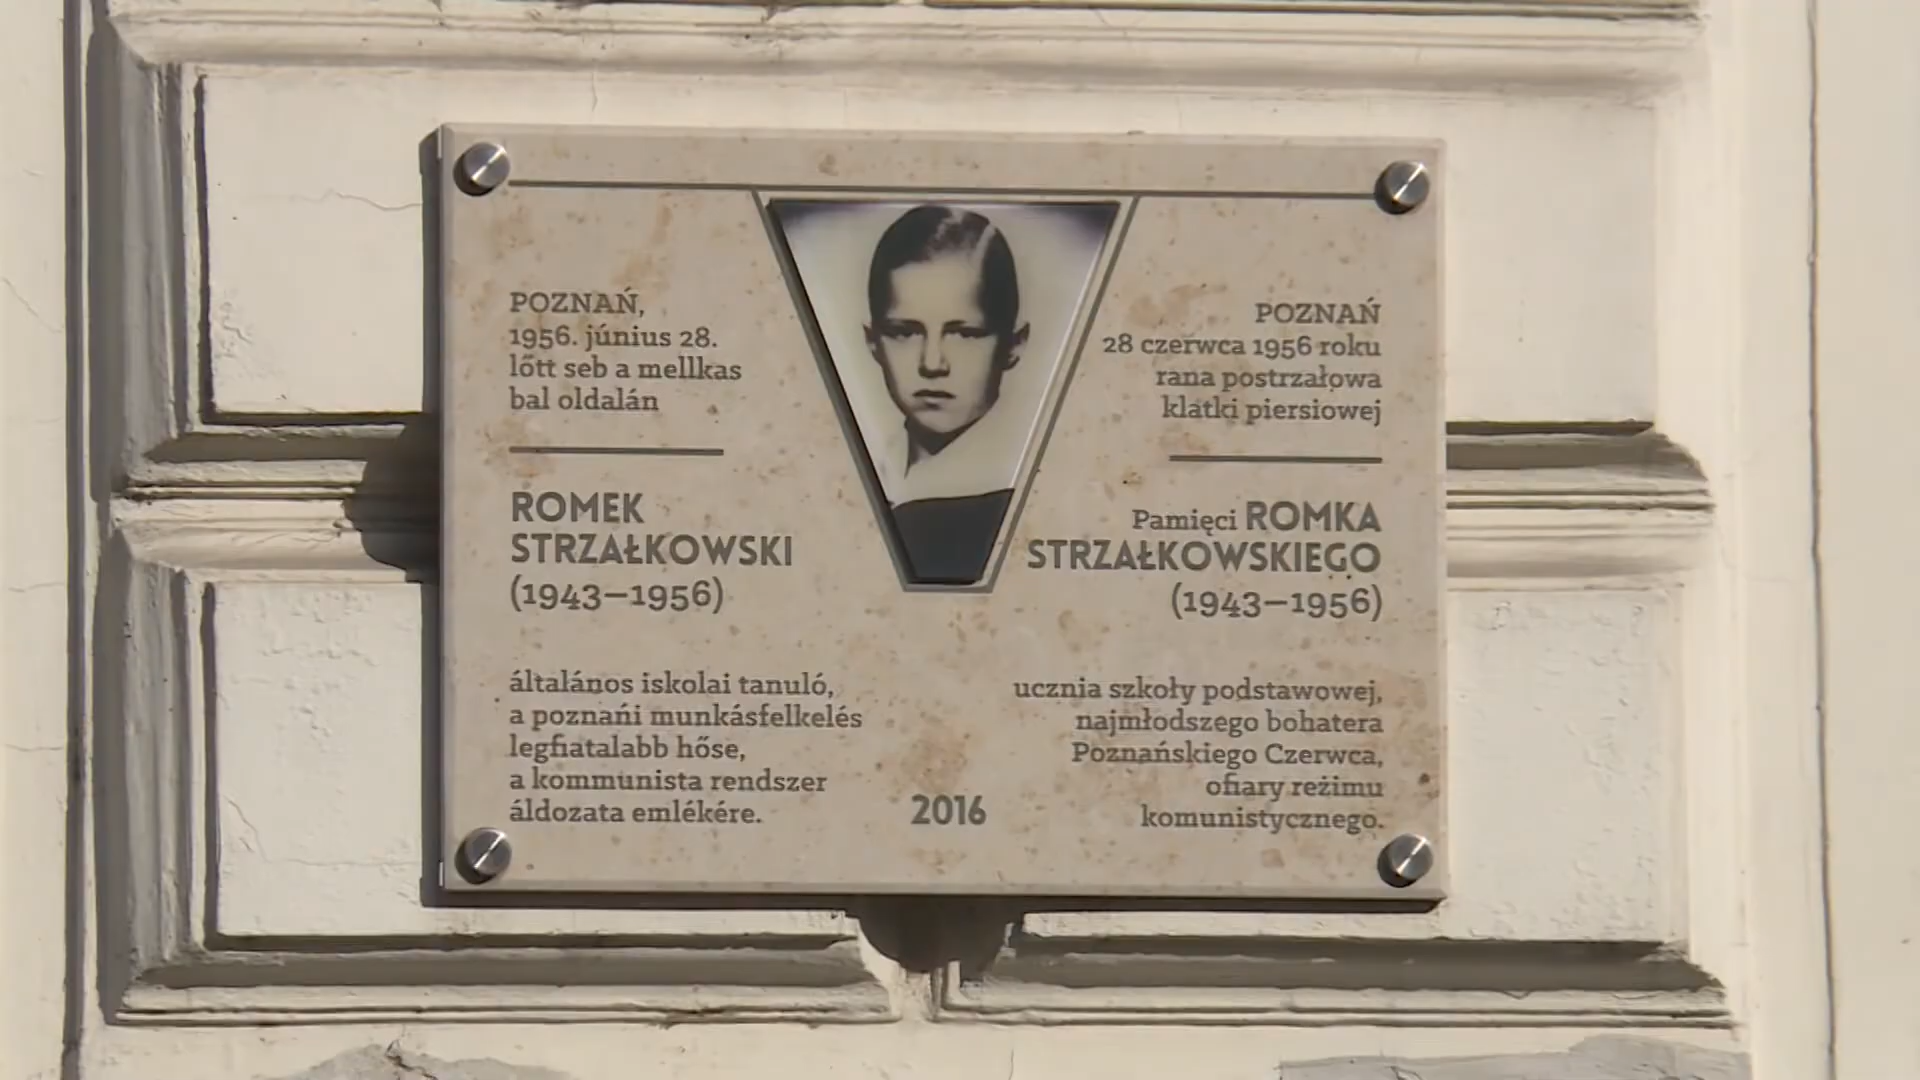 POZNAŃ,
1956. június 28.
lőtt seb a mellkas
bal oldalán
ROMEK
STRZAŁKOWSKI
(1943–1956)
általános iskolai tanuló,
a poznańi munkásfelkelés
legfiatalabb hőse,
a kommunista rendszer
áldozata emlékére.
2016
POZNAŃ
28 czerwca 1956 roku
rana postrzałowa
klatki piersiowej
Pamięci ROMKA
STRZAŁKOWSKIEGO
(1943–1956)
ucznia szkoły podstawowej,
najmłodszego bohatera
Poznańskiego Czerwca,
ofiary reżimu
komunistycznego.